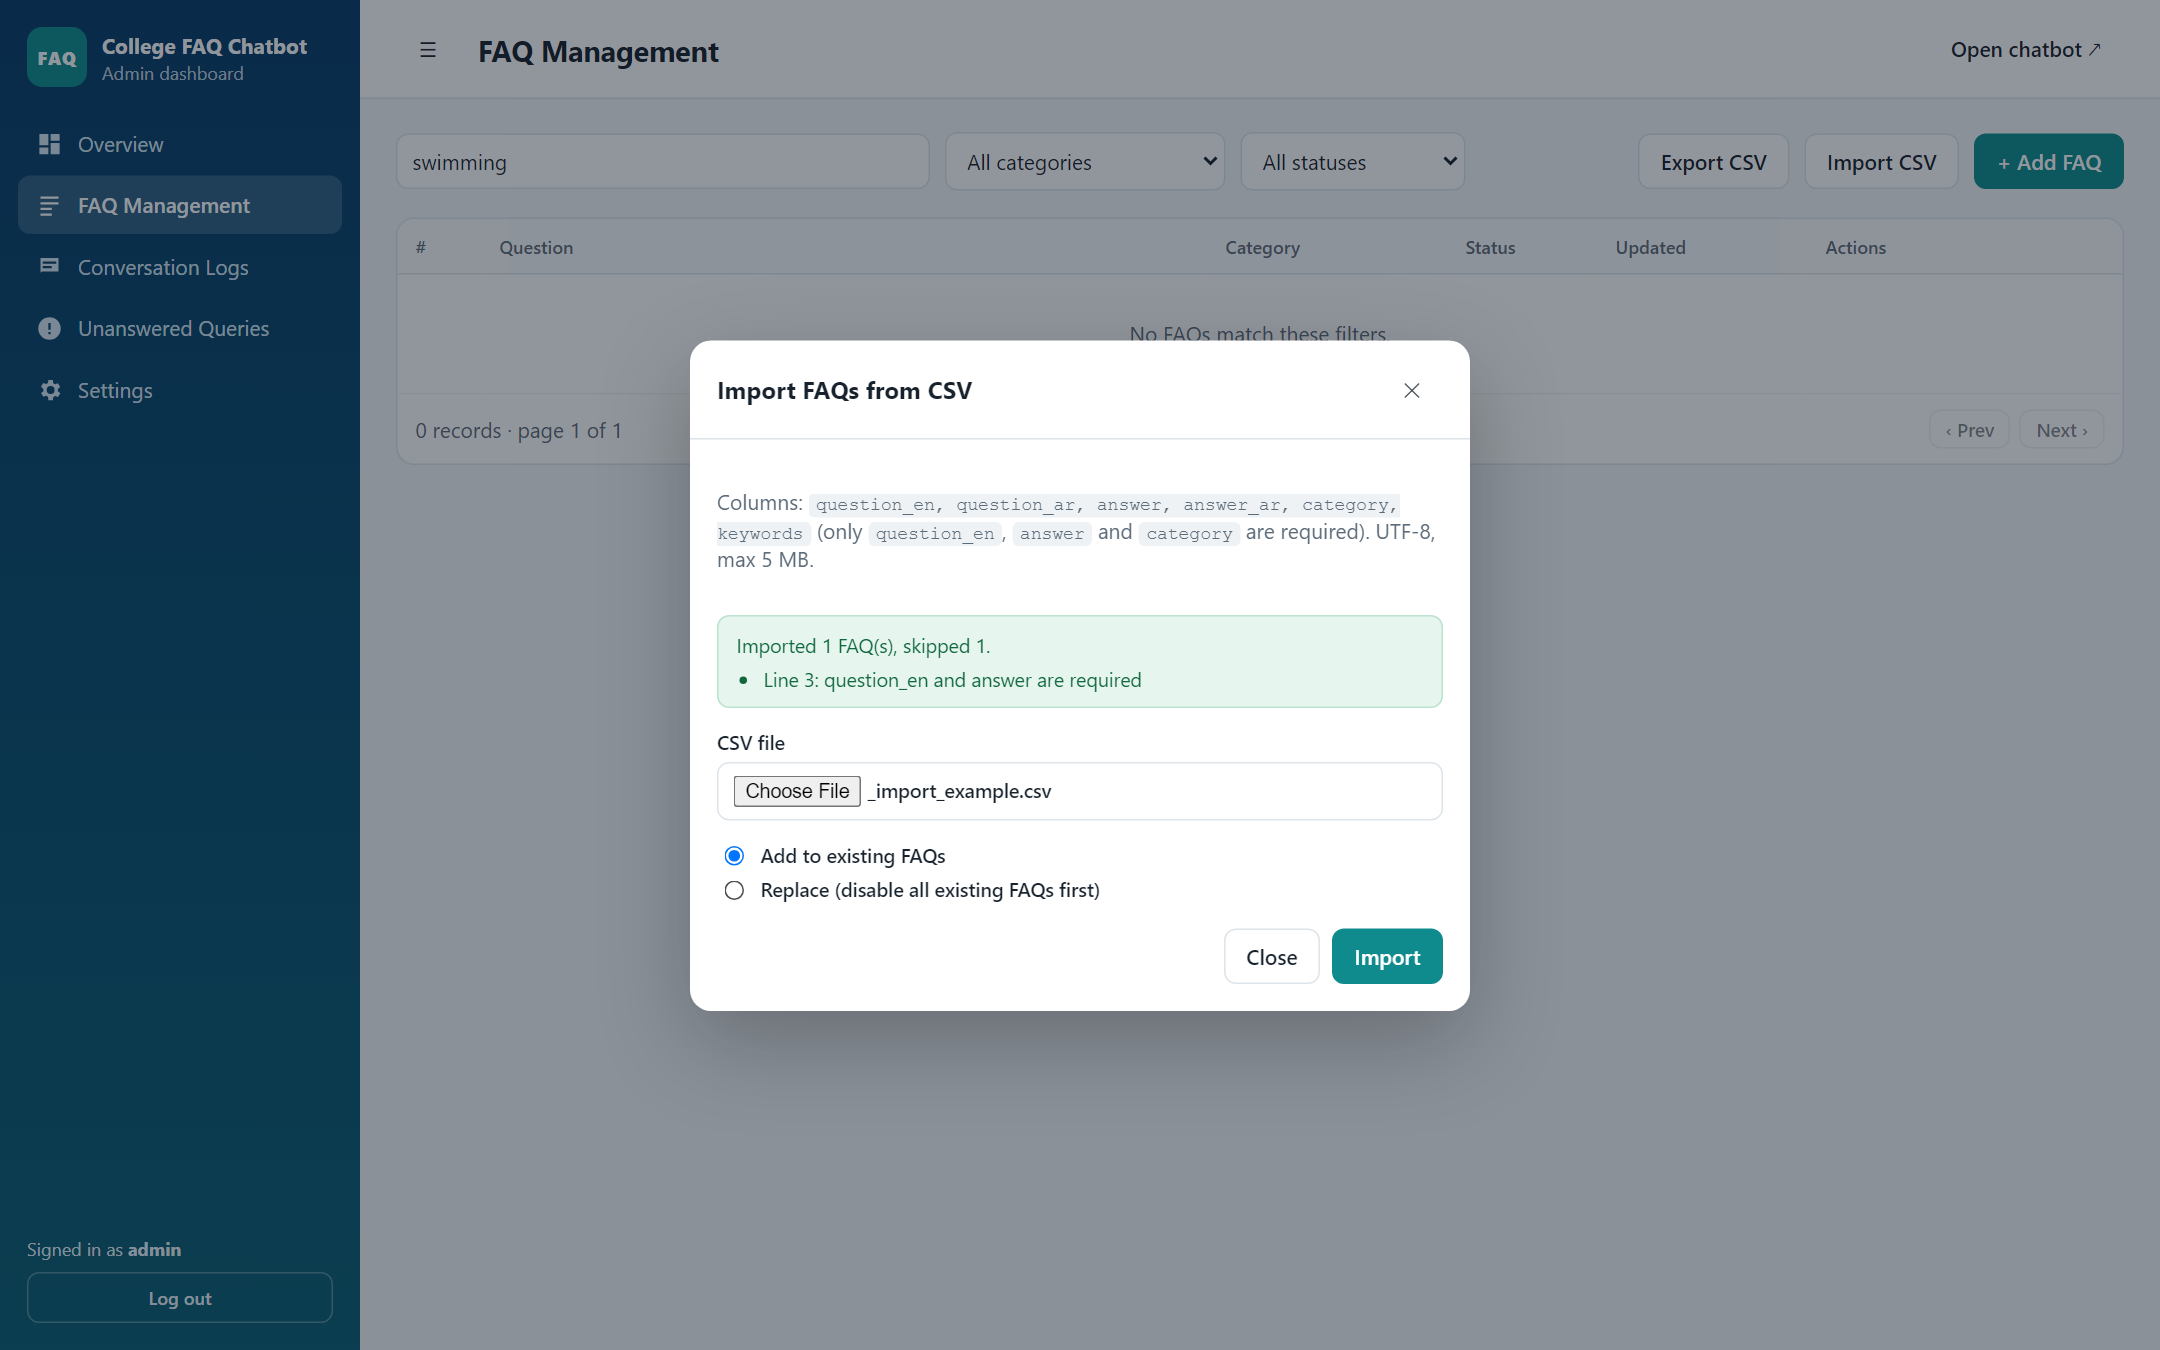 FAQ
College FAQ Chatbot
Admin dashboard
Overview
FAQ Management
Conversation Logs
Unanswered Queries
Settings
Signed in as admin
Log out
☰ FAQ Management
Open chatbot ↗
swimming
All categories
All statuses
Export CSV
Import CSV
+ Add FAQ
# Question Category Status Updated Actions
No FAQs match these filters.
0 records · page 1 of 1
‹ Prev
Next ›
Import FAQs from CSV
Columns: question_en, question_ar, answer, answer_ar, category,
keywords (only question_en, answer and category are required). UTF-8,
max 5 MB.
Imported 1 FAQ(s), skipped 1.
• Line 3: question_en and answer are required
CSV file
Choose File _import_example.csv
Add to existing FAQs
Replace (disable all existing FAQs first)
Close
Import